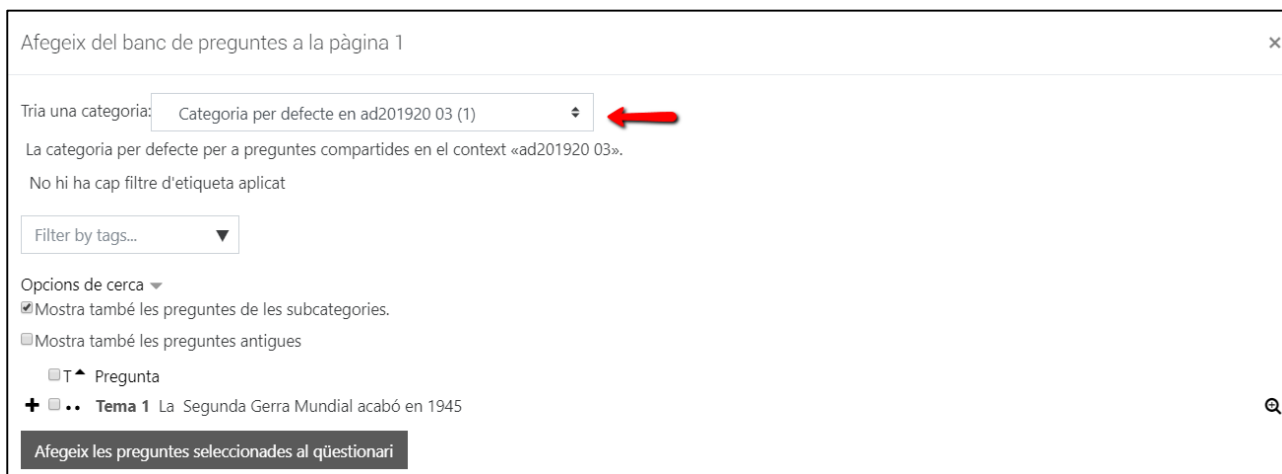 Afegeix del banc de preguntes a la pàgina 1
Tria una categoria: Categoria per defecte en ad201920 03 (1)
La categoria per defecte per a preguntes compartides en el context «ad201920 03».
No hi ha cap filtre d'etiqueta aplicat
Filter by tags...
Opcions de cerca
Mostra també les preguntes de les subcategories.
Mostra també les preguntes antigues
T Pregunta
Tema 1 La Segunda Gerra Mundial acabó en 1945
Afegeix les preguntes seleccionades al qüestionari